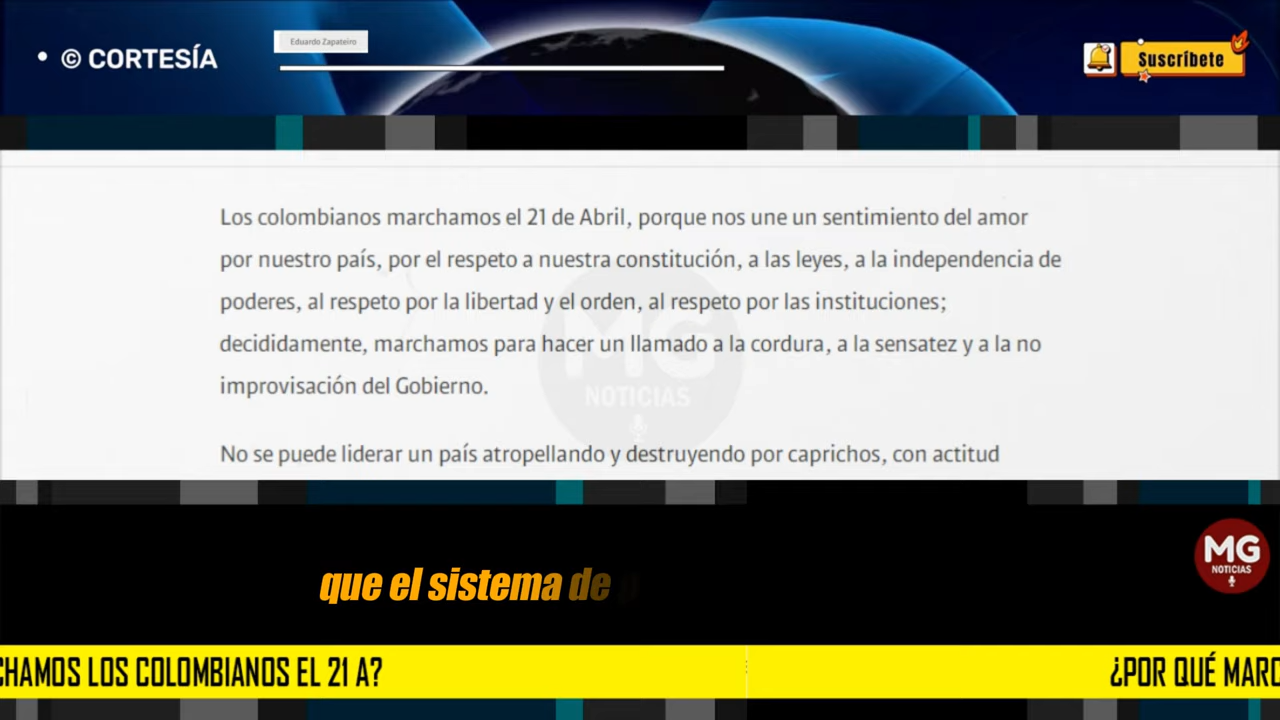 • © CORTESÍA
Eduardo Zapateiro
Suscríbete
Los colombianos marchamos el 21 de Abril, porque nos une un sentimiento del amor
por nuestro país, por el respeto a nuestra constitución, a las leyes, a la independencia de
poderes, al respeto por la libertad y el orden, al respeto por las instituciones;
decididamente, marchamos para hacer un llamado a la cordura, a la sensatez y a la no
improvisación del Gobierno.
MG
NOTICIAS
No se puede liderar un país atropellando y destruyendo por caprichos, con actitud
que el sistema de
MG
NOTICIAS
CHAMOS LOS COLOMBIANOS EL 21 A?
¿POR QUÉ MARC